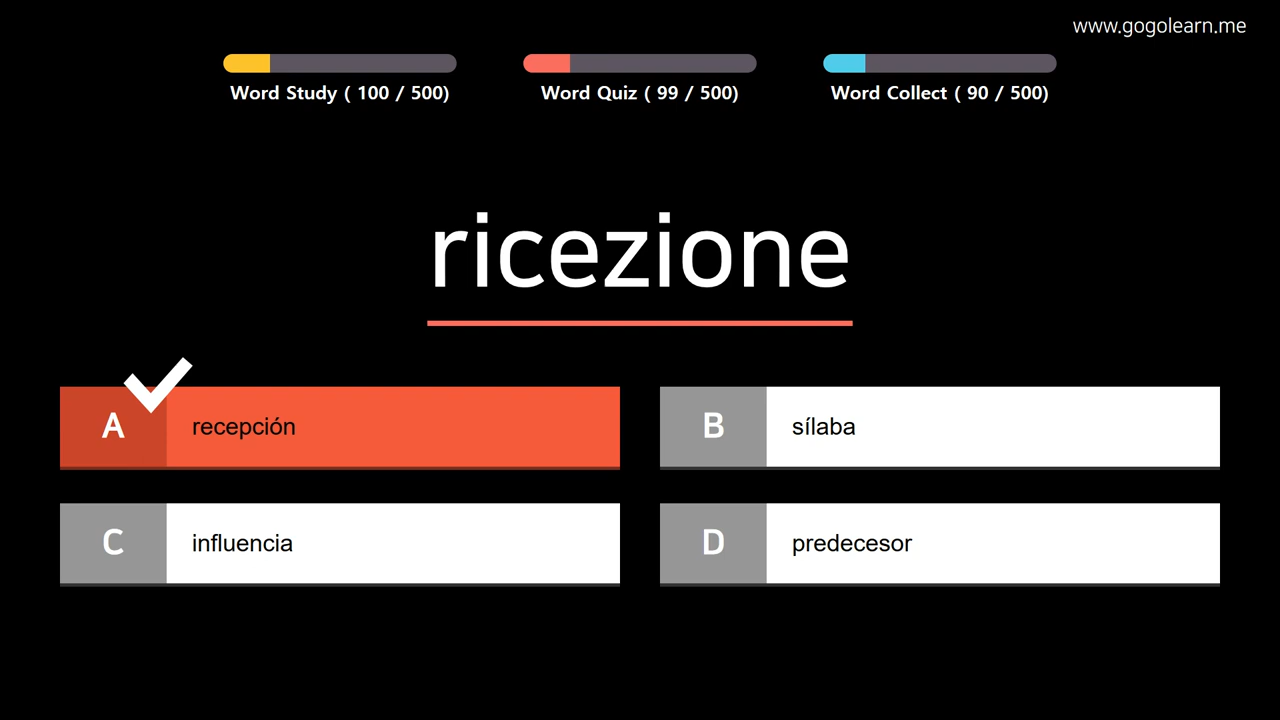 www.gogolearn.me
Word Study ( 100 / 500)
Word Quiz ( 99 / 500)
Word Collect ( 90 / 500)
ricezione
A recepción
B sílaba
C influencia
D predecesor